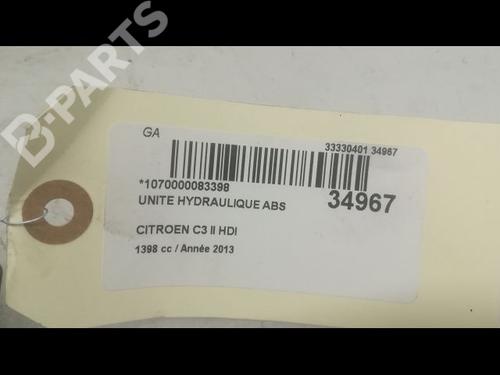 B-PARTS
GA
33330401 34967
*1070000083398
UNITE HYDRAULIQUE ABS
34967
CITROEN C3 II HDI
1398 cc / Année 2013